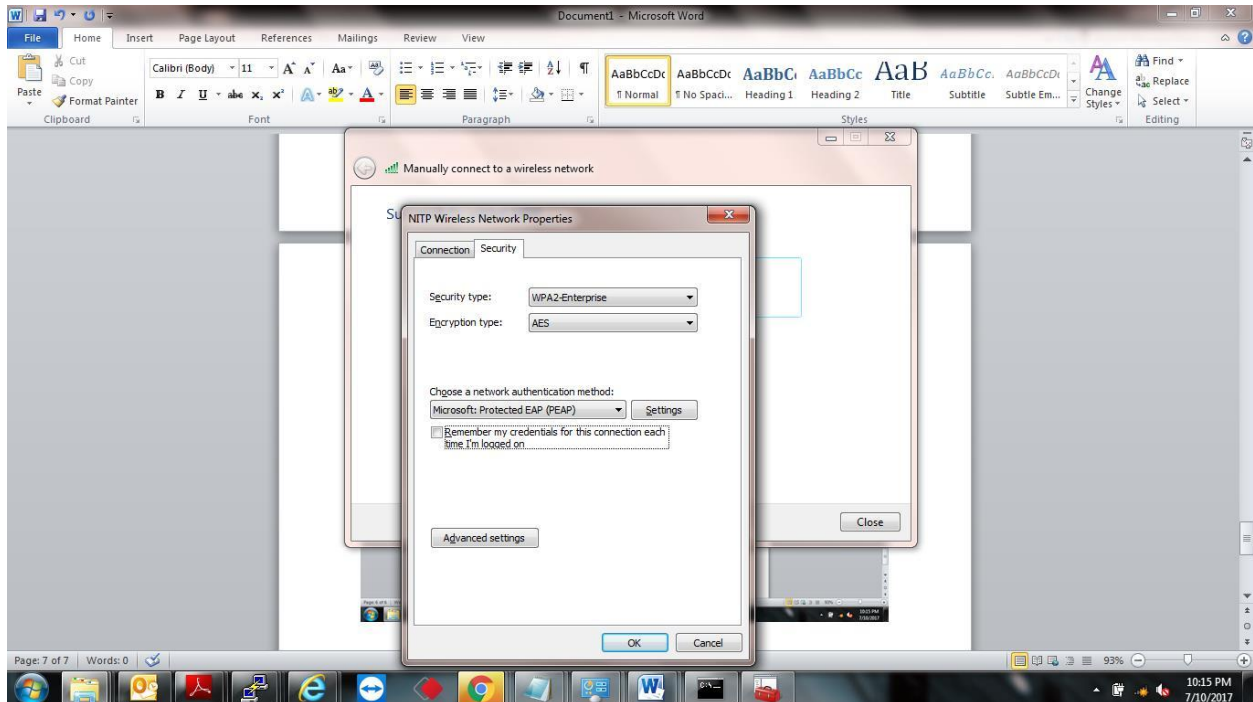 Document1 - Microsoft Word
File Home Insert Page Layout References Mailings Review View
Cut
Copy
Format Painter
Paste
Clipboard
Calibri (Body) 11
Font
Paragraph
AaBbCcDc AaBbCcDc AaBbC AaBbCc AaB AaBbCc. AaBbCcDc
¶ Normal ¶ No Spaci... Heading 1 Heading 2 Title Subtitle Subtle Em...
Change Styles
Styles
Find
Replace
Select
Editing
Manually connect to a wireless network
Su
NITP Wireless Network Properties
Connection Security
Security type: WPA2-Enterprise
Encryption type: AES
Choose a network authentication method:
Microsoft: Protected EAP (PEAP) Settings
Remember my credentials for this connection each
time I'm logged on
Advanced settings
OK Cancel
Close
Page: 7 of 7 Words: 0
93%
10:15 PM
7/10/2017